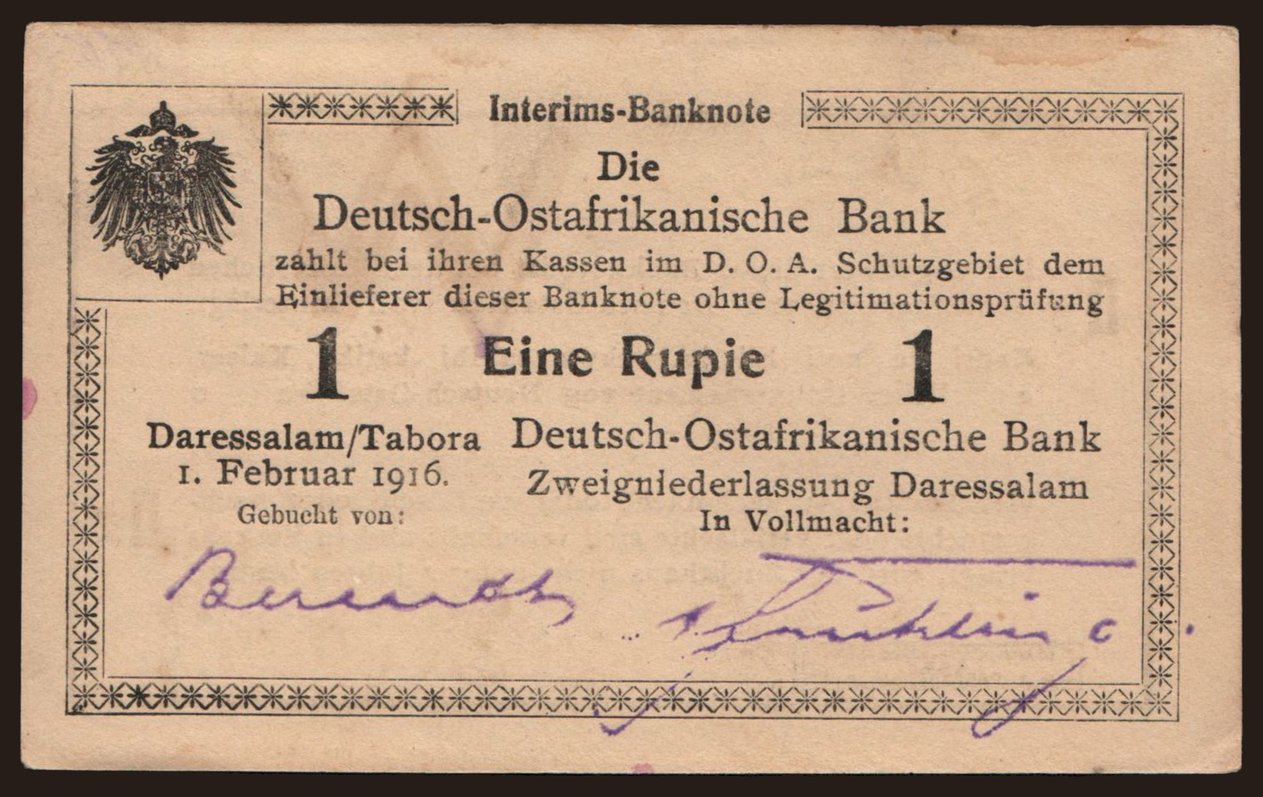 Interims-Banknote
Die
Deutsch-Ostafrikanische Bank
zahlt bei ihren Kassen im D. O. A. Schutzgebiet dem
Einlieferer dieser Banknote ohne Legitimationsprüfung
1 Eine Rupie 1
Daressalam/Tabora
1. Februar 1916.
Gebucht von:
Deutsch-Ostafrikanische Bank
Zweigniederlassung Daressalam
In Vollmacht: